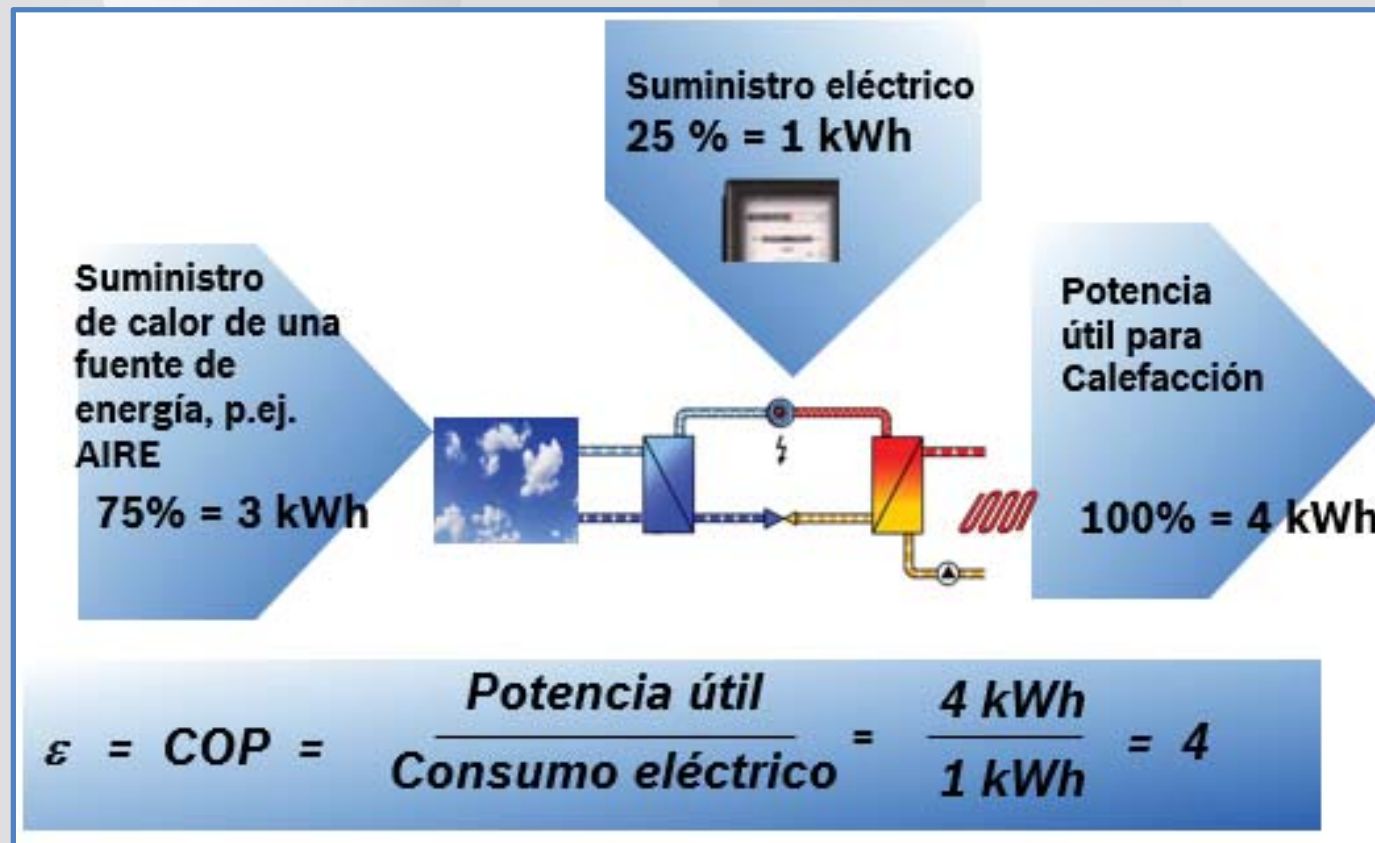 Suministro eléctrico
25 % = 1 kWh
Suministro
de calor de una
fuente de
energía, p.ej.
AIRE
75% = 3 kWh
Potencia
útil para
Calefacción
100% = 4 kWh
ε = COP = Potencia útil / Consumo eléctrico = 4 kWh / 1 kWh = 4